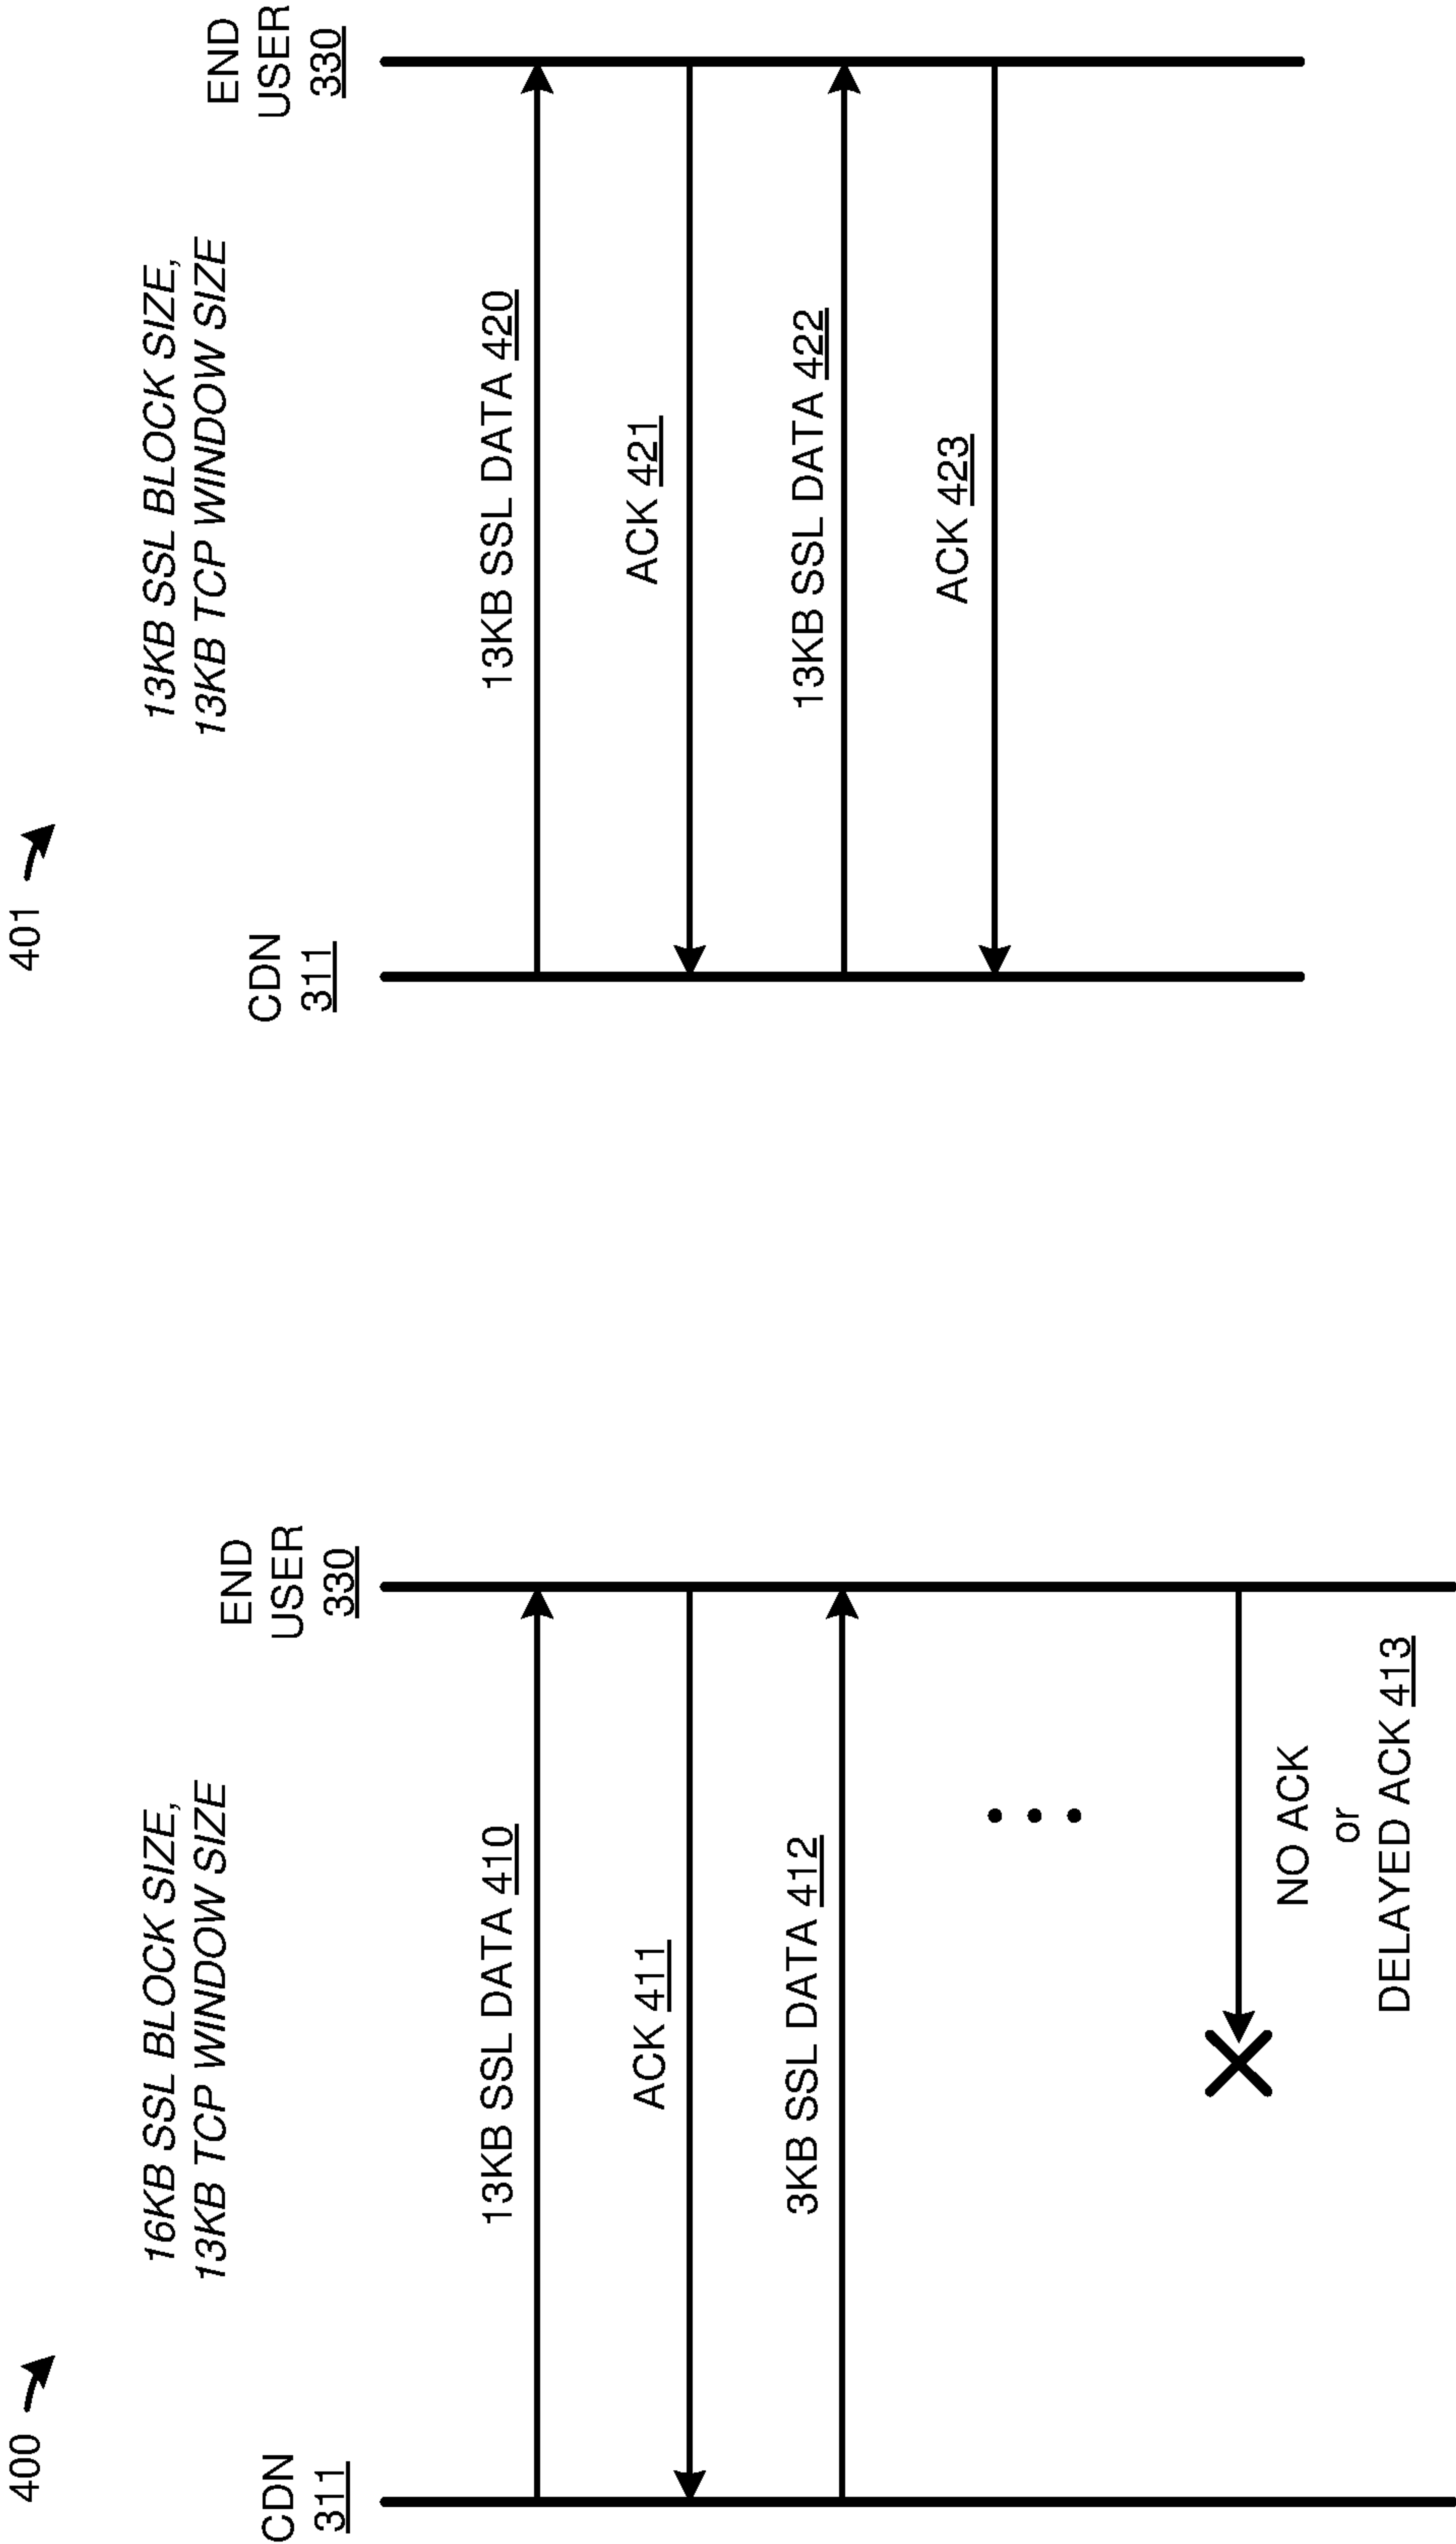 400
16KB SSL BLOCK SIZE,
13KB TCP WINDOW SIZE
CDN
311
END
USER
330
13KB SSL DATA 410
ACK 411
3KB SSL DATA 412
NO ACK
or
DELAYED ACK 413
401
13KB SSL BLOCK SIZE,
13KB TCP WINDOW SIZE
CDN
311
END
USER
330
13KB SSL DATA 420
ACK 421
13KB SSL DATA 422
ACK 423